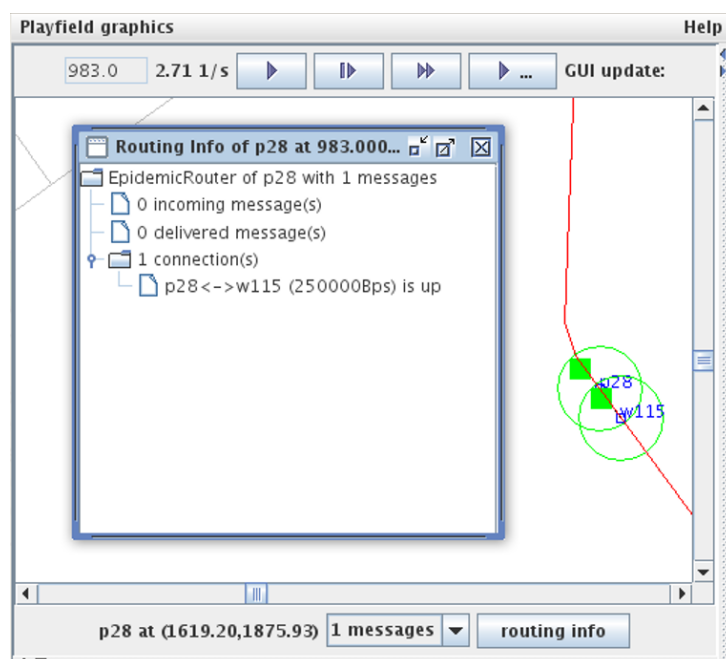 Playfield graphics Help
983.0 2.71 1/s ... GUI update:
Routing Info of p28 at 983.000...
EpidemicRouter of p28 with 1 messages
0 incoming message(s)
0 delivered message(s)
1 connection(s)
p28<->w115 (250000Bps) is up
p28
w115
p28 at (1619.20,1875.93) 1 messages routing info